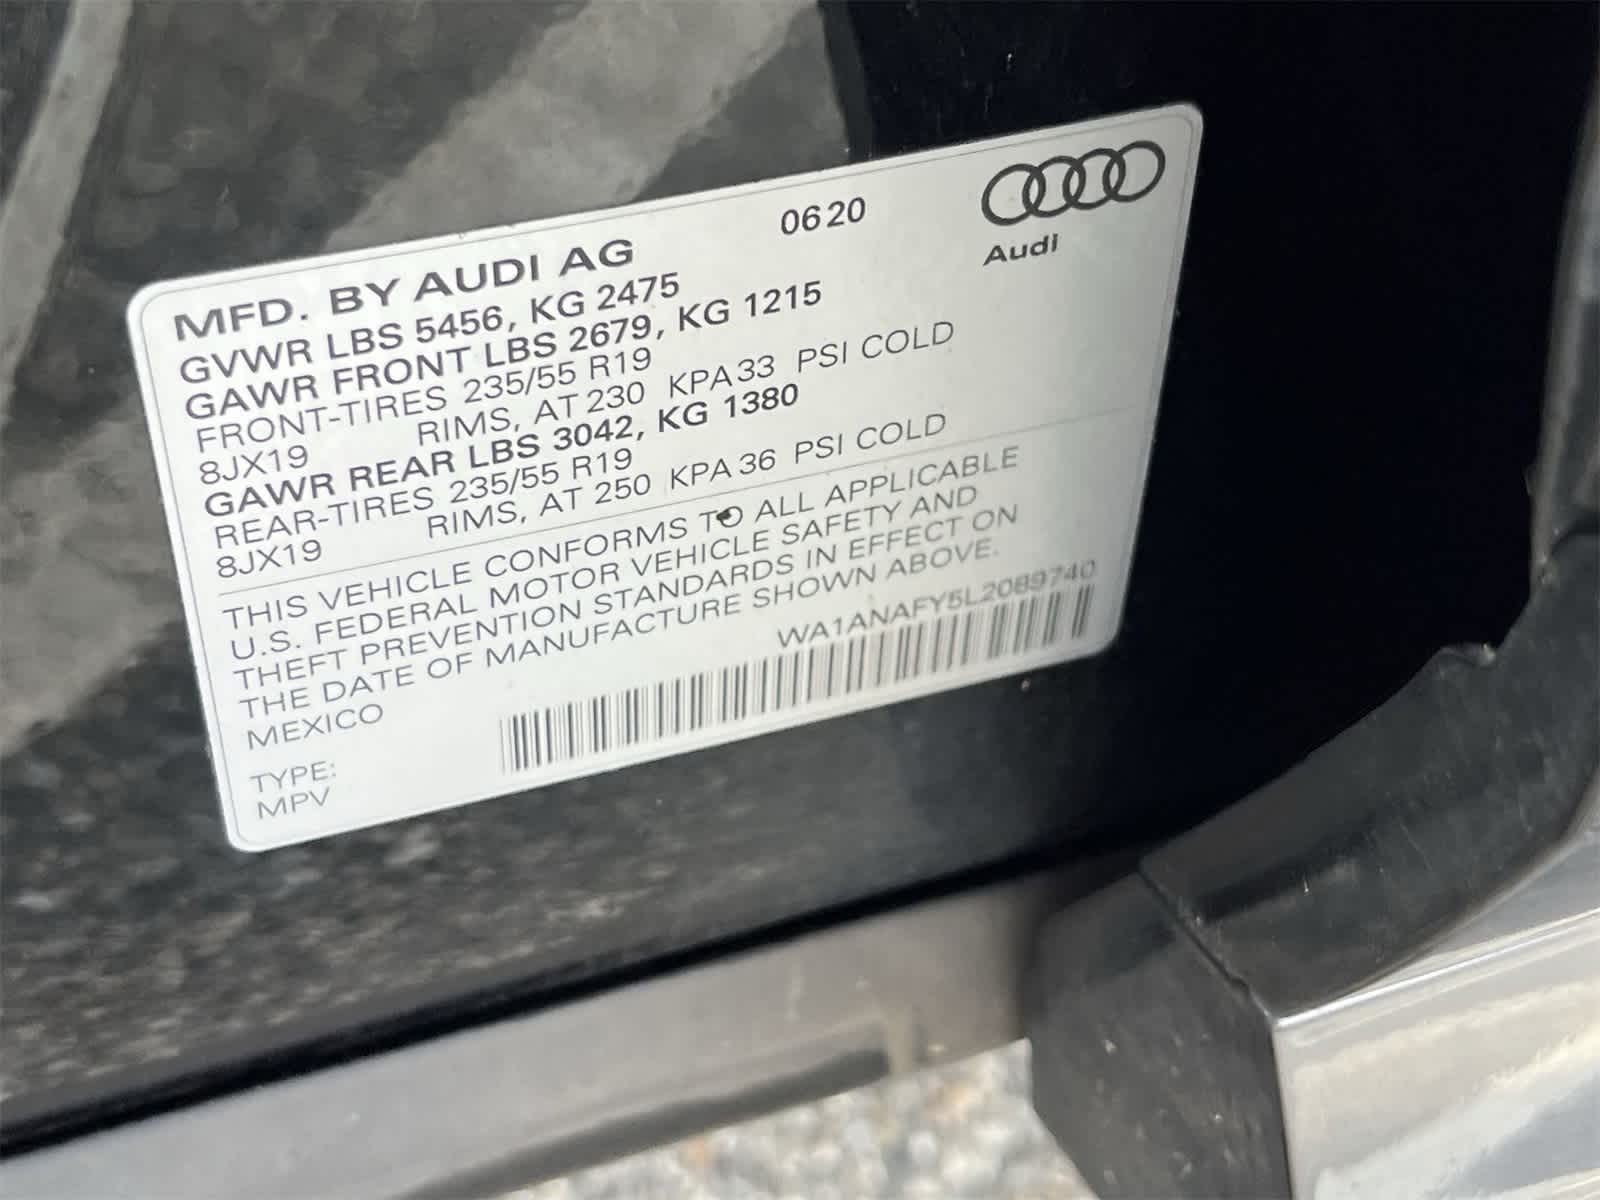 0620
Audi
MFD. BY AUDI AG
GVWR LBS 5456, KG 2475
GAWR FRONT LBS 2679, KG 1215
FRONT-TIRES 235/55 R19
8JX19 RIMS, AT 230 KPA 33 PSI COLD
GAWR REAR LBS 3042, KG 1380
REAR-TIRES 235/55 R19
8JX19 RIMS, AT 250 KPA 36 PSI COLD
THIS VEHICLE CONFORMS TO ALL APPLICABLE
U.S. FEDERAL MOTOR VEHICLE SAFETY AND
THEFT PREVENTION STANDARDS IN EFFECT ON
THE DATE OF MANUFACTURE SHOWN ABOVE.
MEXICO
WA1ANAFY5L2089740
TYPE:
MPV